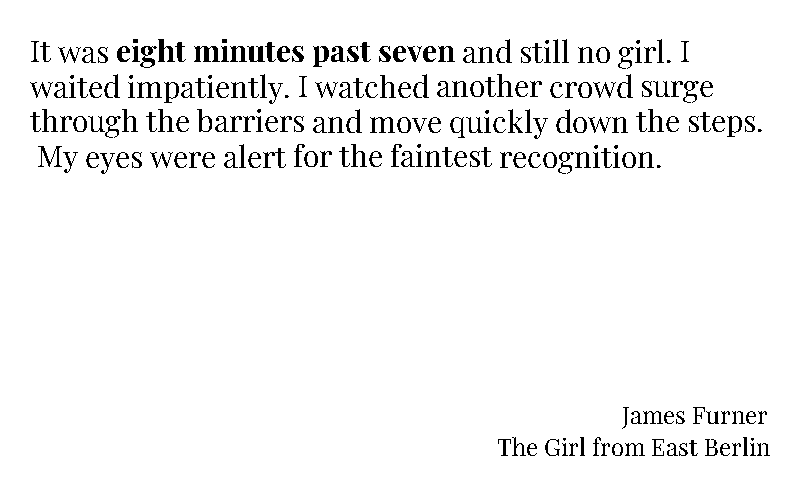 It was eight minutes past seven and still no girl. I
waited impatiently. I watched another crowd surge
through the barriers and move quickly down the steps.
My eyes were alert for the faintest recognition.
James Furner
The Girl from East Berlin